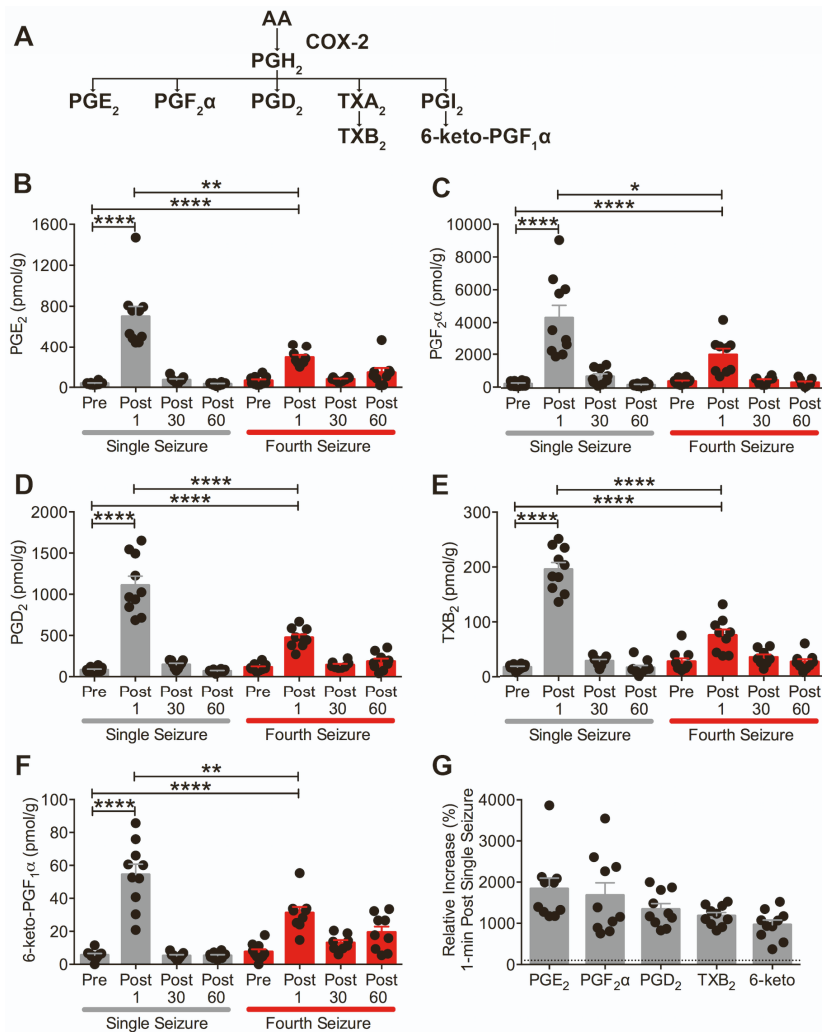 A
AA
COX-2
PGH2
PGE2 PGF2α PGD2 TXA2 PGI2
TXB2 6-keto-PGF1α
B
**
****
****
PGE2 (pmol/g)
1600
1200
800
400
0
Pre Post Post Post Pre Post Post Post
1 30 60 1 30 60
Single Seizure Fourth Seizure
C
*
****
****
PGF2α (pmol/g)
10000
8000
6000
4000
2000
0
Pre Post Post Post Pre Post Post Post
1 30 60 1 30 60
Single Seizure Fourth Seizure
D
****
****
****
PGD2 (pmol/g)
2000
1500
1000
500
0
Pre Post Post Post Pre Post Post Post
1 30 60 1 30 60
Single Seizure Fourth Seizure
E
****
****
****
TXB2 (pmol/g)
300
200
100
0
Pre Post Post Post Pre Post Post Post
1 30 60 1 30 60
Single Seizure Fourth Seizure
F
**
****
****
6-keto-PGF1α (pmol/g)
100
80
60
40
20
0
Pre Post Post Post Pre Post Post Post
1 30 60 1 30 60
Single Seizure Fourth Seizure
G
Relative Increase (%)
1-min Post Single Seizure
4000
3000
2000
1000
0
PGE2 PGF2α PGD2 TXB2 6-keto